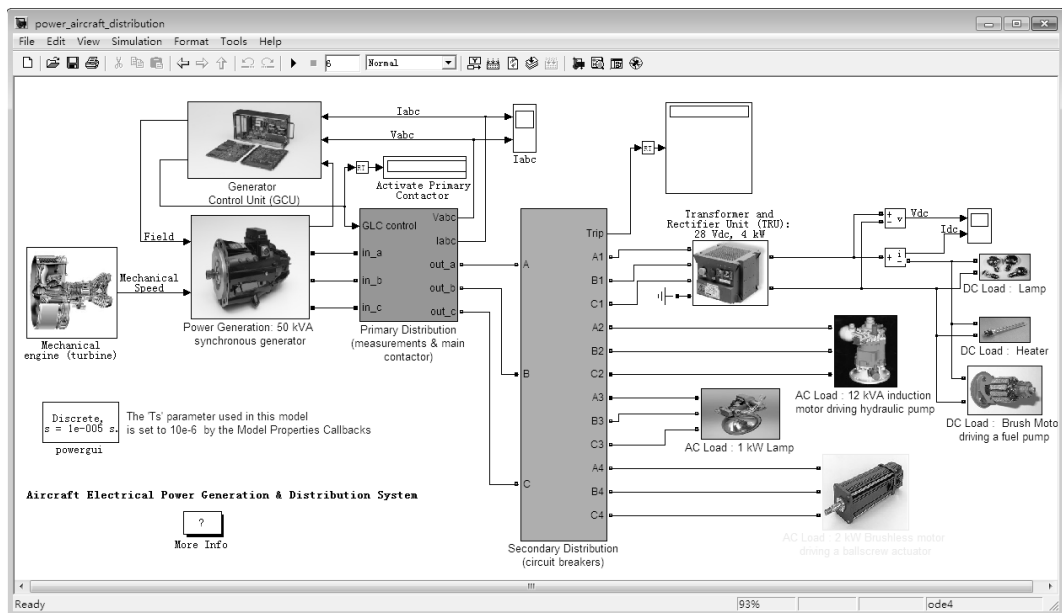 power_aircraft_distribution
File Edit View Simulation Format Tools Help
6 Normal
Iabc
Vabc
Iabc
RT
Activate Primary
Contactor
Generator
Control Unit (GCU)
Field
Mechanical
Speed
Mechanical
engine (turbine)
Power Generation: 50 kVA
synchronous generator
GLC control
in_a
in_b
in_c
Vabc
Iabc
out_a
out_b
out_c
Primary Distribution
(measurements & main
contactor)
A
B
C
Trip
A1
B1
C1
A2
B2
C2
A3
B3
C3
A4
B4
C4
Secondary Distribution
(circuit breakers)
RT
Transformer and
Rectifier Unit (TRU):
28 Vdc, 4 kW
+ v
-
+ i
-
Vdc
Idc
DC Load : Lamp
DC Load : Heater
DC Load : Brush Moto
driving a fuel pump
AC Load : 12 kVA induction
motor driving hydraulic pump
AC Load : 1 kW Lamp
AC Load : 2 kW Brushless motor
driving a ballscrew actuator
Discrete,
s = 1e-005 s.
powergui
The 'Ts' parameter used in this model
is set to 10e-6 by the Model Properties Callbacks
Aircraft Electrical Power Generation & Distribution System
?
More Info
Ready 93% ode4